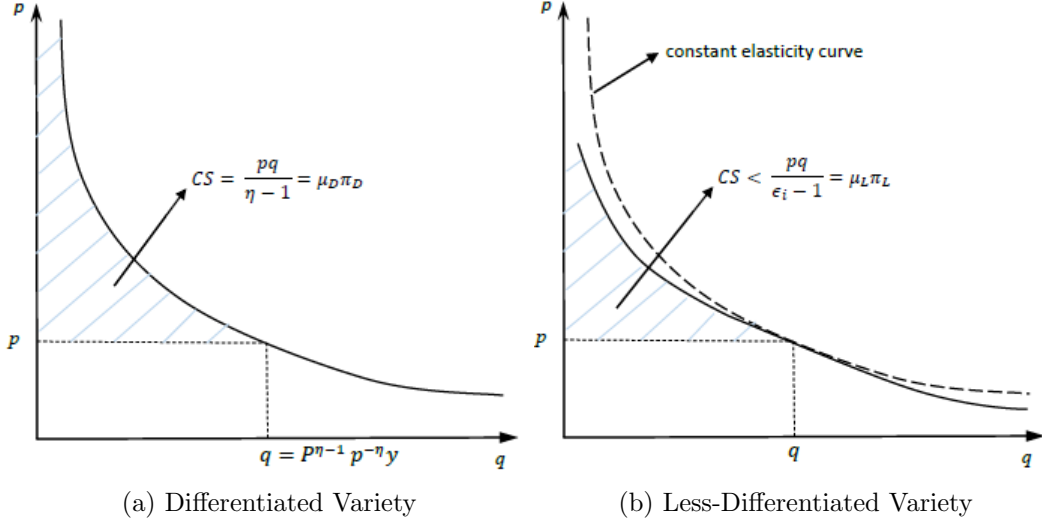 p
CS = pq / η − 1 = μ_D π_D
p
q = P^{η−1} p^{−η} y
q
(a) Differentiated Variety
p
constant elasticity curve
CS < pq / ϵ_i − 1 = μ_L π_L
p
q
q
(b) Less-Differentiated Variety